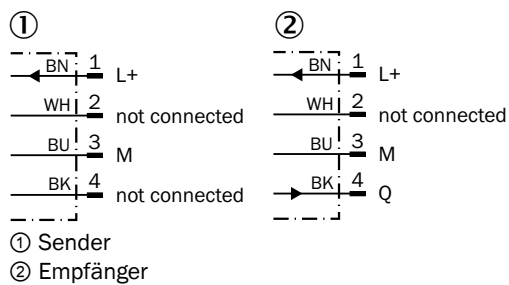 ① ②
BN 1 L+
WH 2 not connected
BU 3 M
BK 4 not connected
BN 1 L+
WH 2 not connected
BU 3 M
BK 4 Q
① Sender
② Empfänger